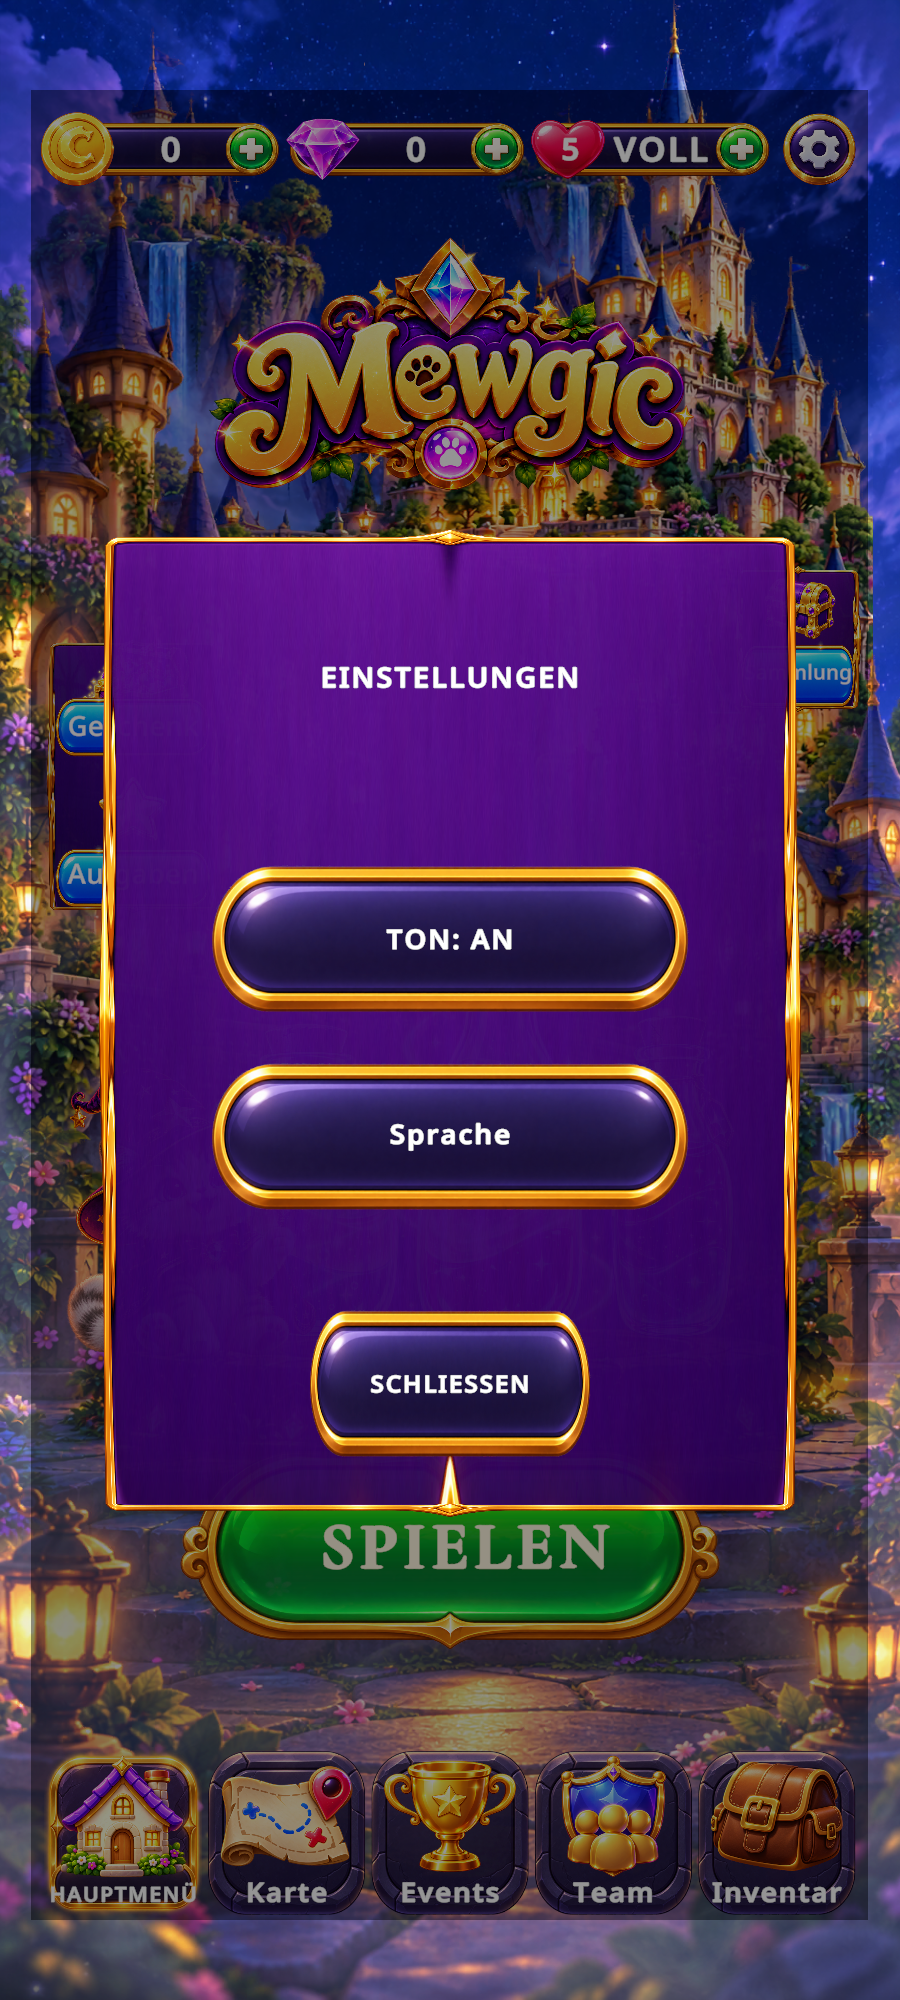 0
0
5
VOLL
Mewgic
EINSTELLUNGEN
TON: AN
Sprache
SCHLIESSEN
SPIELEN
HAUPTMENÜ
Karte
Events
Team
Inventar